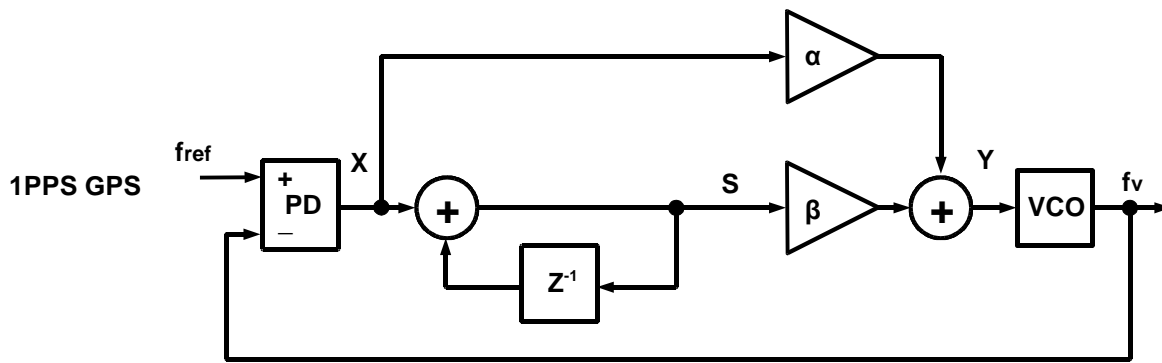 α
fref
X
1PPS GPS
+
PD
−
+
S
β
Y
+
VCO
fv
Z-1